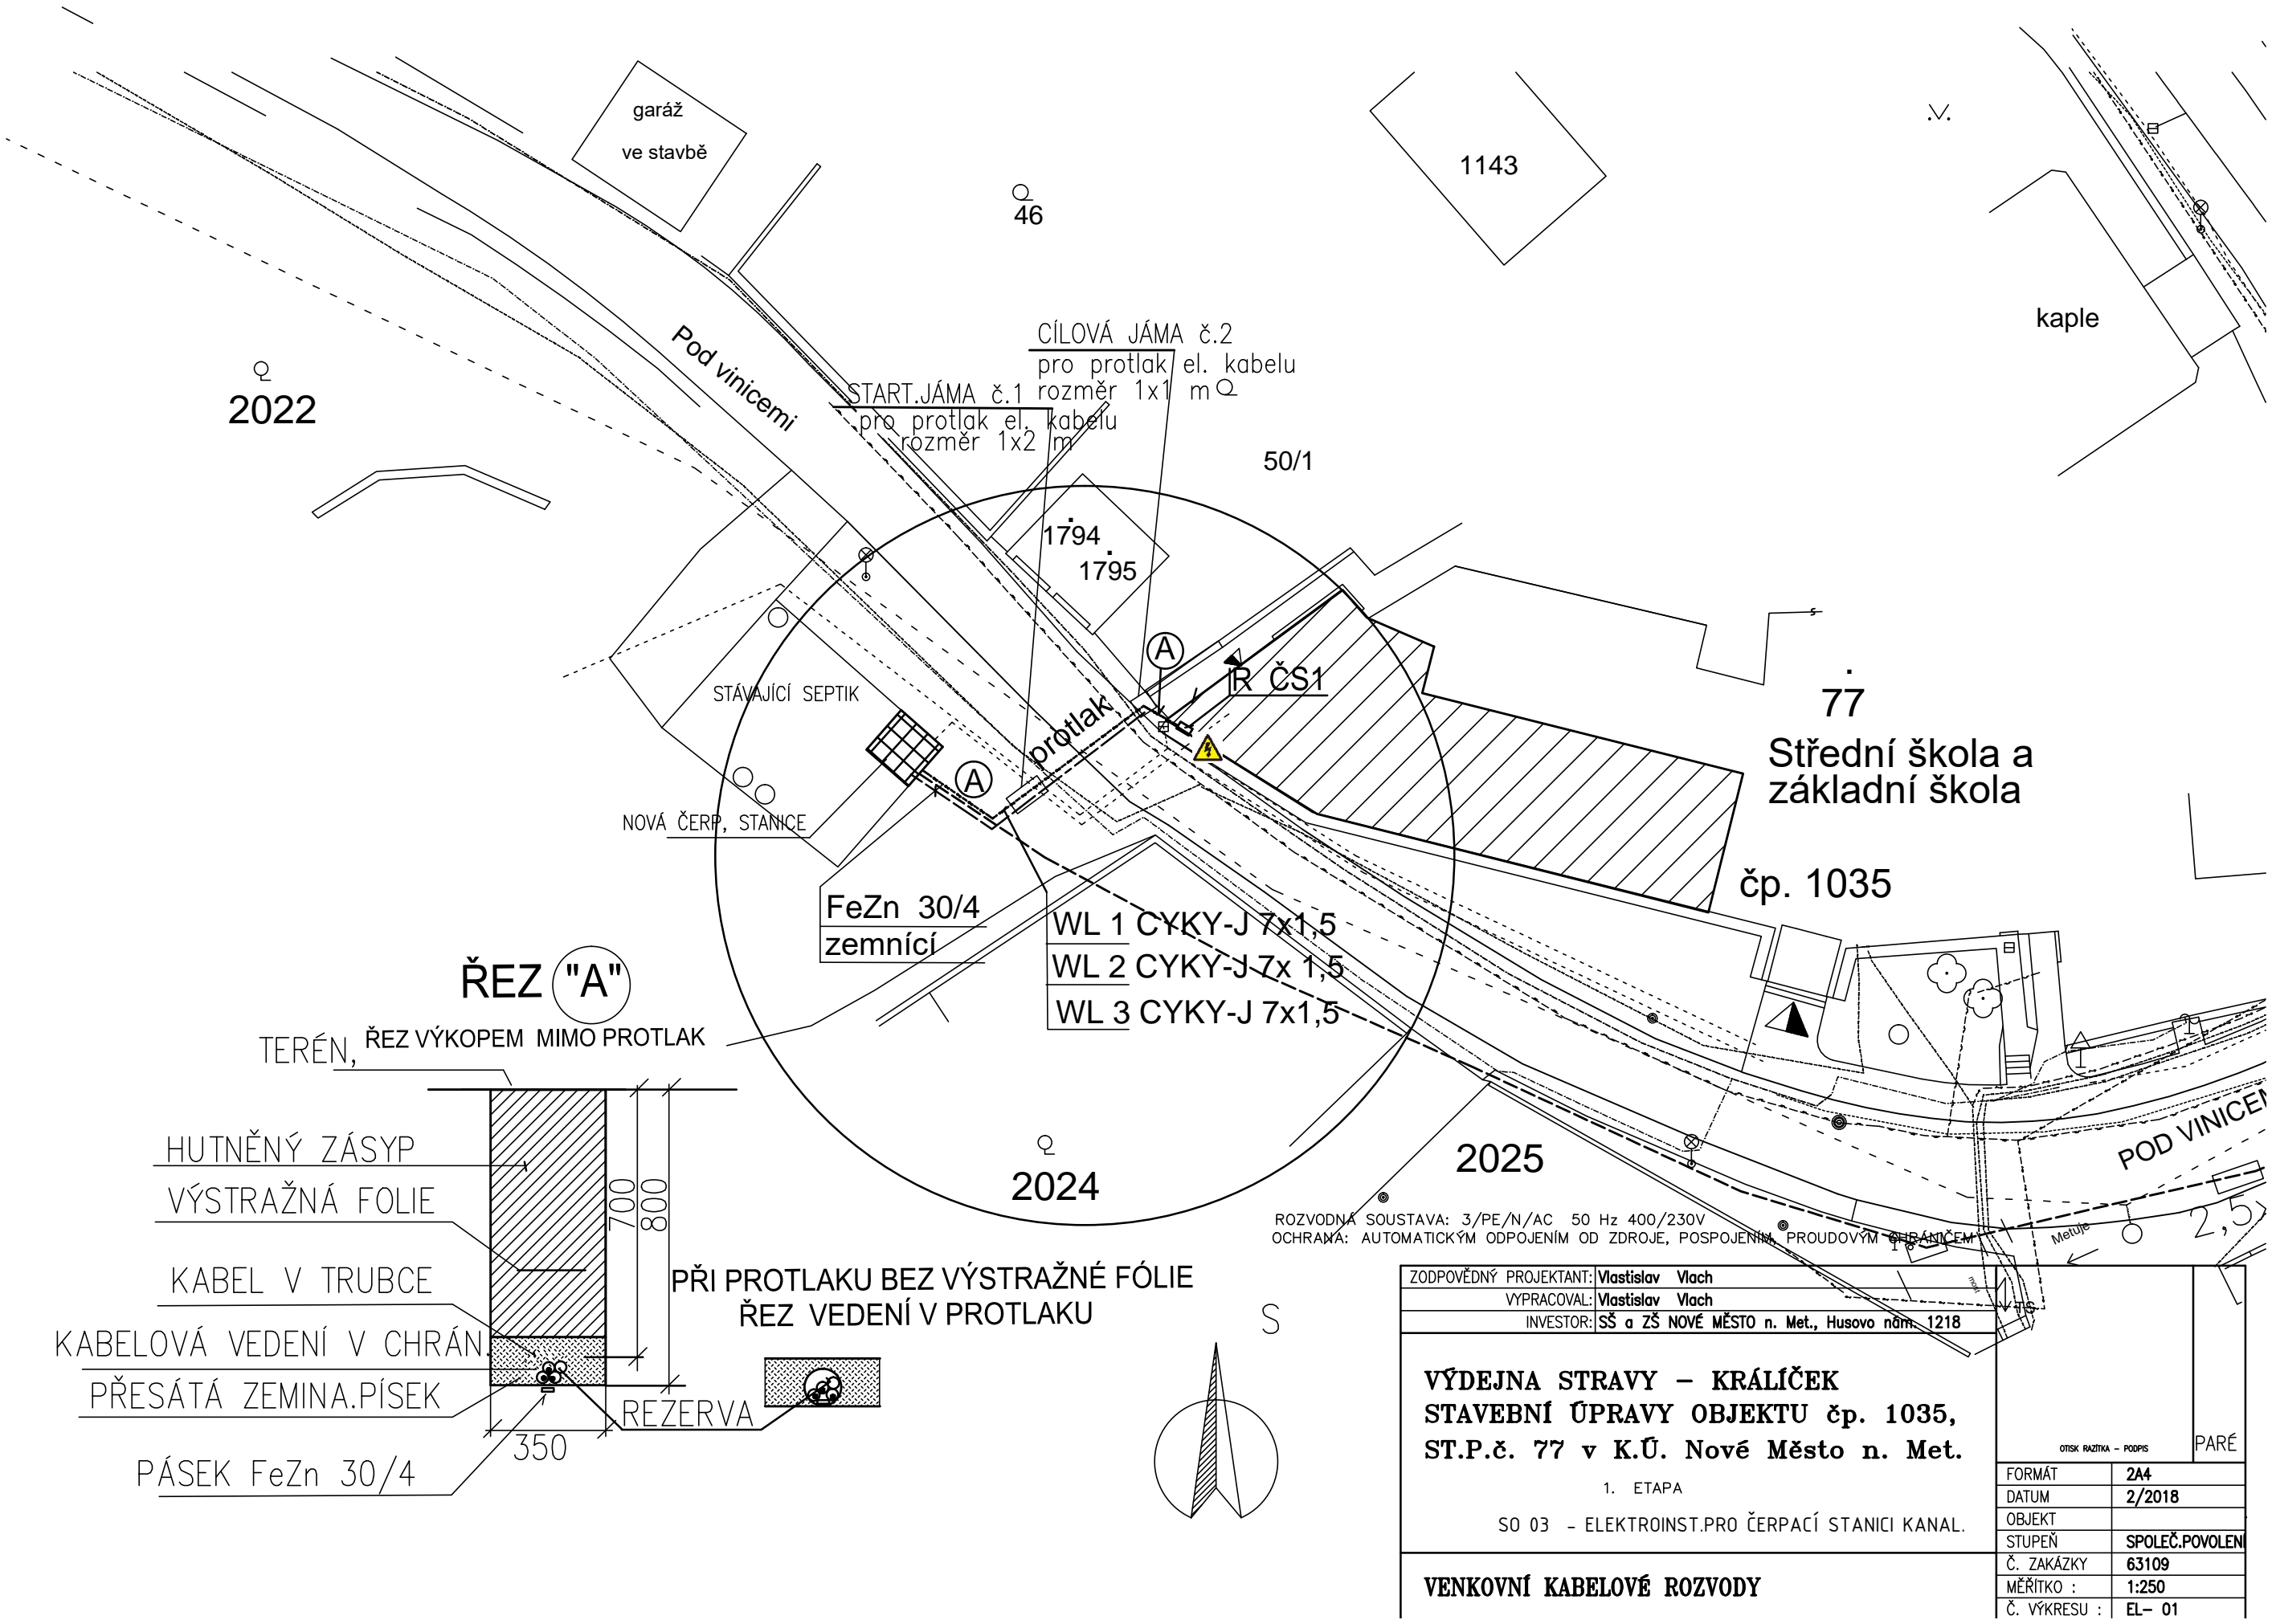 garáž
ve stavbě
46
1143
kaple
2022
Pod vinicemi
CÍLOVÁ JÁMA č.2
pro protlak el. kabelu
rozměr 1x1 m
START.JÁMA č.1
pro protlak el. kabelu
rozměr 1x2 m
50/1
1794
1795
A
R ČS1
STÁVAJÍCÍ SEPTIK
protlak
A
NOVÁ ČERP, STANICE
77
Střední škola a
základní škola
čp. 1035
FeZn 30/4
zemnící
WL 1 CYKY-J 7x1,5
WL 2 CYKY-J 7x 1,5
WL 3 CYKY-J 7x1,5
ŘEZ "A"
ŘEZ VÝKOPEM MIMO PROTLAK
TERÉN,
HUTNĚNÝ ZÁSYP
VÝSTRAŽNÁ FOLIE
KABEL V TRUBCE
KABELOVÁ VEDENÍ V CHRÁN.
PŘESÁTÁ ZEMINA.PÍSEK
PÁSEK FeZn 30/4
700
800
350
REZERVA
PŘI PROTLAKU BEZ VÝSTRAŽNÉ FÓLIE
ŘEZ VEDENÍ V PROTLAKU
S
2024
2025
POD VINICEM
Metuje
most
TS
2,5
ROZVODNÁ SOUSTAVA: 3/PE/N/AC 50 Hz 400/230V
OCHRANA: AUTOMATICKÝM ODPOJENÍM OD ZDROJE, POSPOJENÍM, PROUDOVÝM CHRÁNIČEM
ZODPOVĚDNÝ PROJEKTANT: Vlastislav Vlach
VYPRACOVAL: Vlastislav Vlach
INVESTOR: SŠ a ZŠ NOVÉ MĚSTO n. Met., Husovo nám. 1218
VÝDEJNA STRAVY – KRÁLÍČEK
STAVEBNÍ ÚPRAVY OBJEKTU čp. 1035,
ST.P.č. 77 v K.Ú. Nové Město n. Met.
1. ETAPA
SO 03 - ELEKTROINST.PRO ČERPACÍ STANICI KANAL.
VENKOVNÍ KABELOVÉ ROZVODY
OTISK RAZÍTKA - PODPIS
PARÉ
FORMÁT 2A4
DATUM 2/2018
OBJEKT
STUPEŇ SPOLEČ.POVOLENÍ
Č. ZAKÁZKY 63109
MĚŘÍTKO : 1:250
Č. VÝKRESU : EL- 01